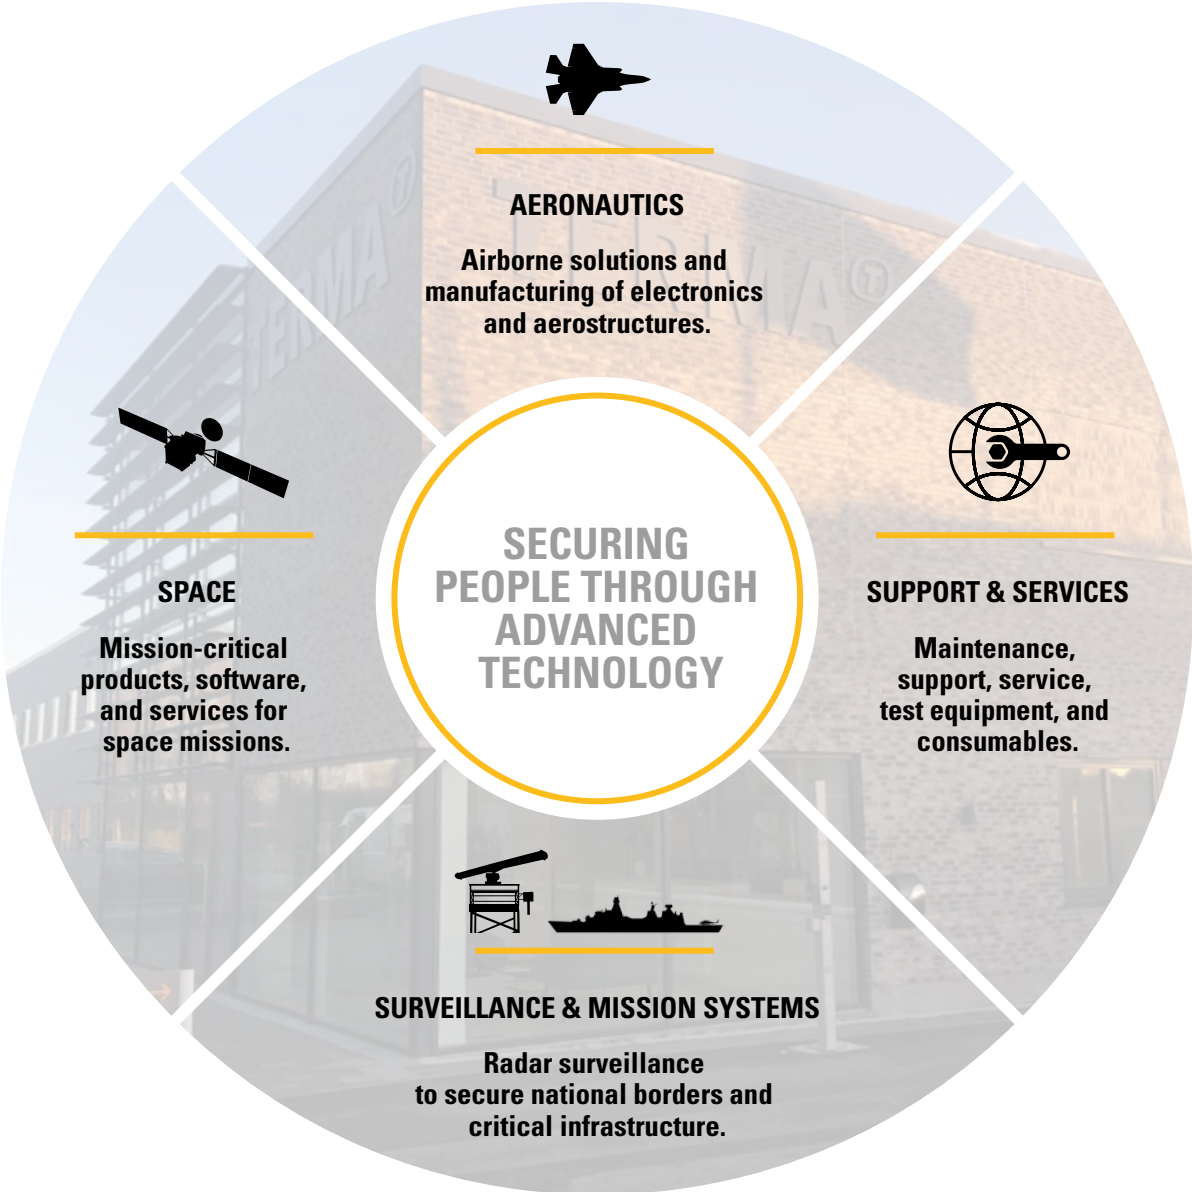 AERONAUTICS
Airborne solutions and
manufacturing of electronics
and aerostructures.
TERMA
TERMA
SPACE
Mission-critical
products, software,
and services for
space missions.
SECURING
PEOPLE THROUGH
ADVANCED
TECHNOLOGY
SUPPORT & SERVICES
Maintenance,
support, service,
test equipment, and
consumables.
SURVEILLANCE & MISSION SYSTEMS
Radar surveillance
to secure national borders and
critical infrastructure.